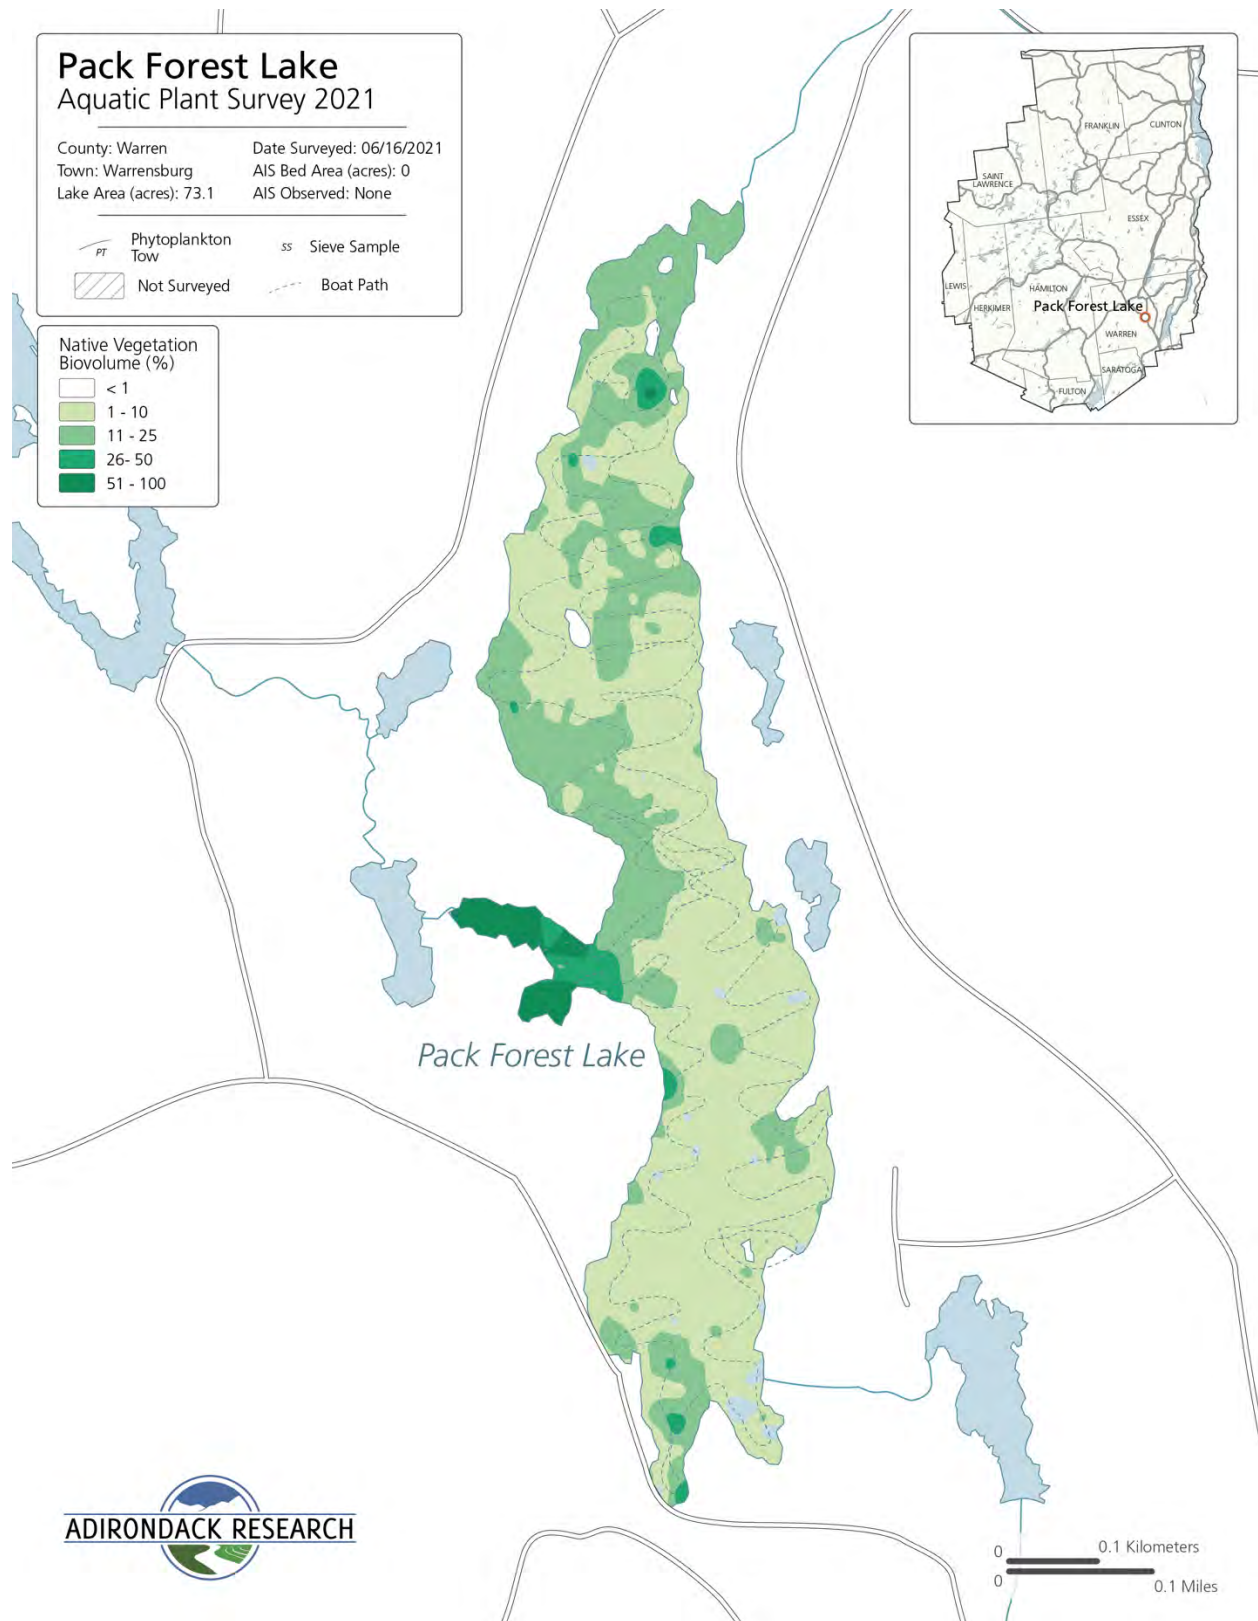 Pack Forest Lake
Aquatic Plant Survey 2021
County: Warren
Date Surveyed: 06/16/2021
Town: Warrensburg
AIS Bed Area (acres): 0
Lake Area (acres): 73.1
AIS Observed: None
PT
Phytoplankton
Tow
SS
Sieve Sample
Not Surveyed
Boat Path
Native Vegetation
Biovolume (%)
< 1
1 - 10
11 - 25
26- 50
51 - 100
FRANKLIN
CLINTON
SAINT
LAWRENCE
ESSEX
LEWIS
HAMILTON
HERKIMER
Pack Forest Lake
WARREN
SARATOGA
FULTON
Pack Forest Lake
ADIRONDACK RESEARCH
0
0.1 Kilometers
0
0.1 Miles